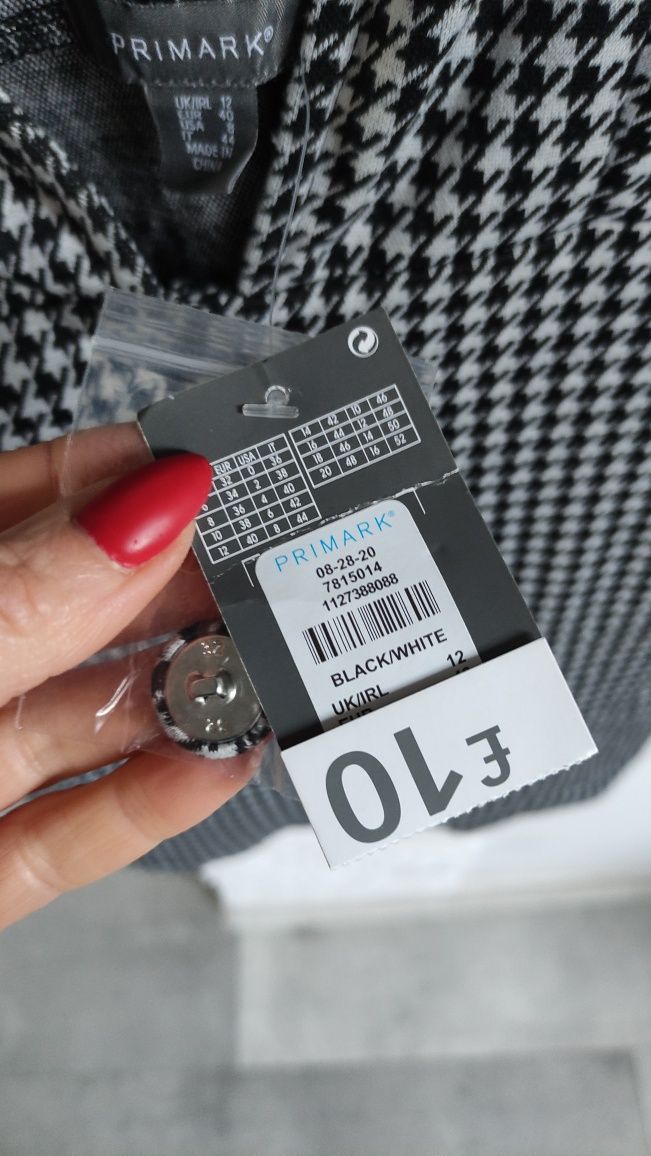 PRIMARK®
UK/IRL 12
EUR 40
USA 8
MADE IN
CHINA
EUR USA IT
32 0 36
34 2 38
8 36 4 40
10 38 6 42
12 40 8 44
14 42 10 46
16 44 12 48
18 46 14 50
20 48 16 52
PRIMARK®
08-28-20
7815014
1127388088
BLACK/WHITE
UK/IRL 12
£10